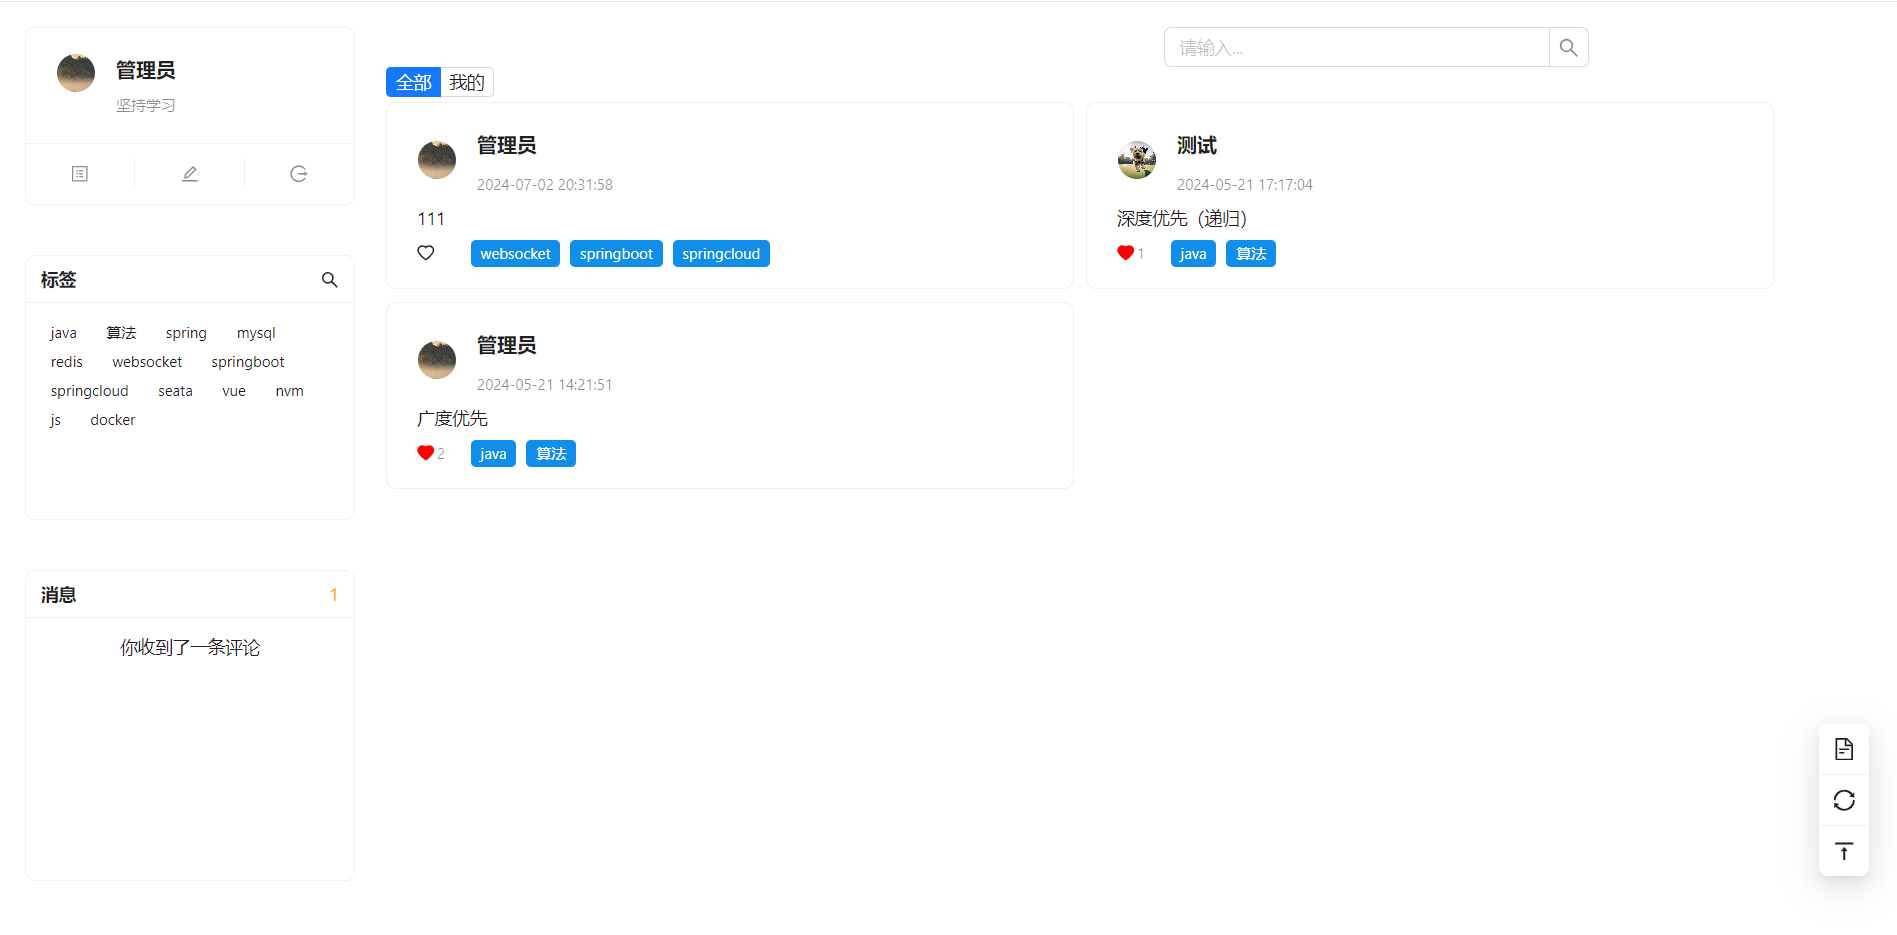 管理员
坚持学习
标签
java 算法 spring mysql
redis websocket springboot
springcloud seata vue nvm
js docker
消息 1
你收到了一条评论
请输入...
全部 我的
管理员
2024-07-02 20:31:58
111
websocket springboot springcloud
测试
2024-05-21 17:17:04
深度优先（递归）
1 java 算法
管理员
2024-05-21 14:21:51
广度优先
2 java 算法